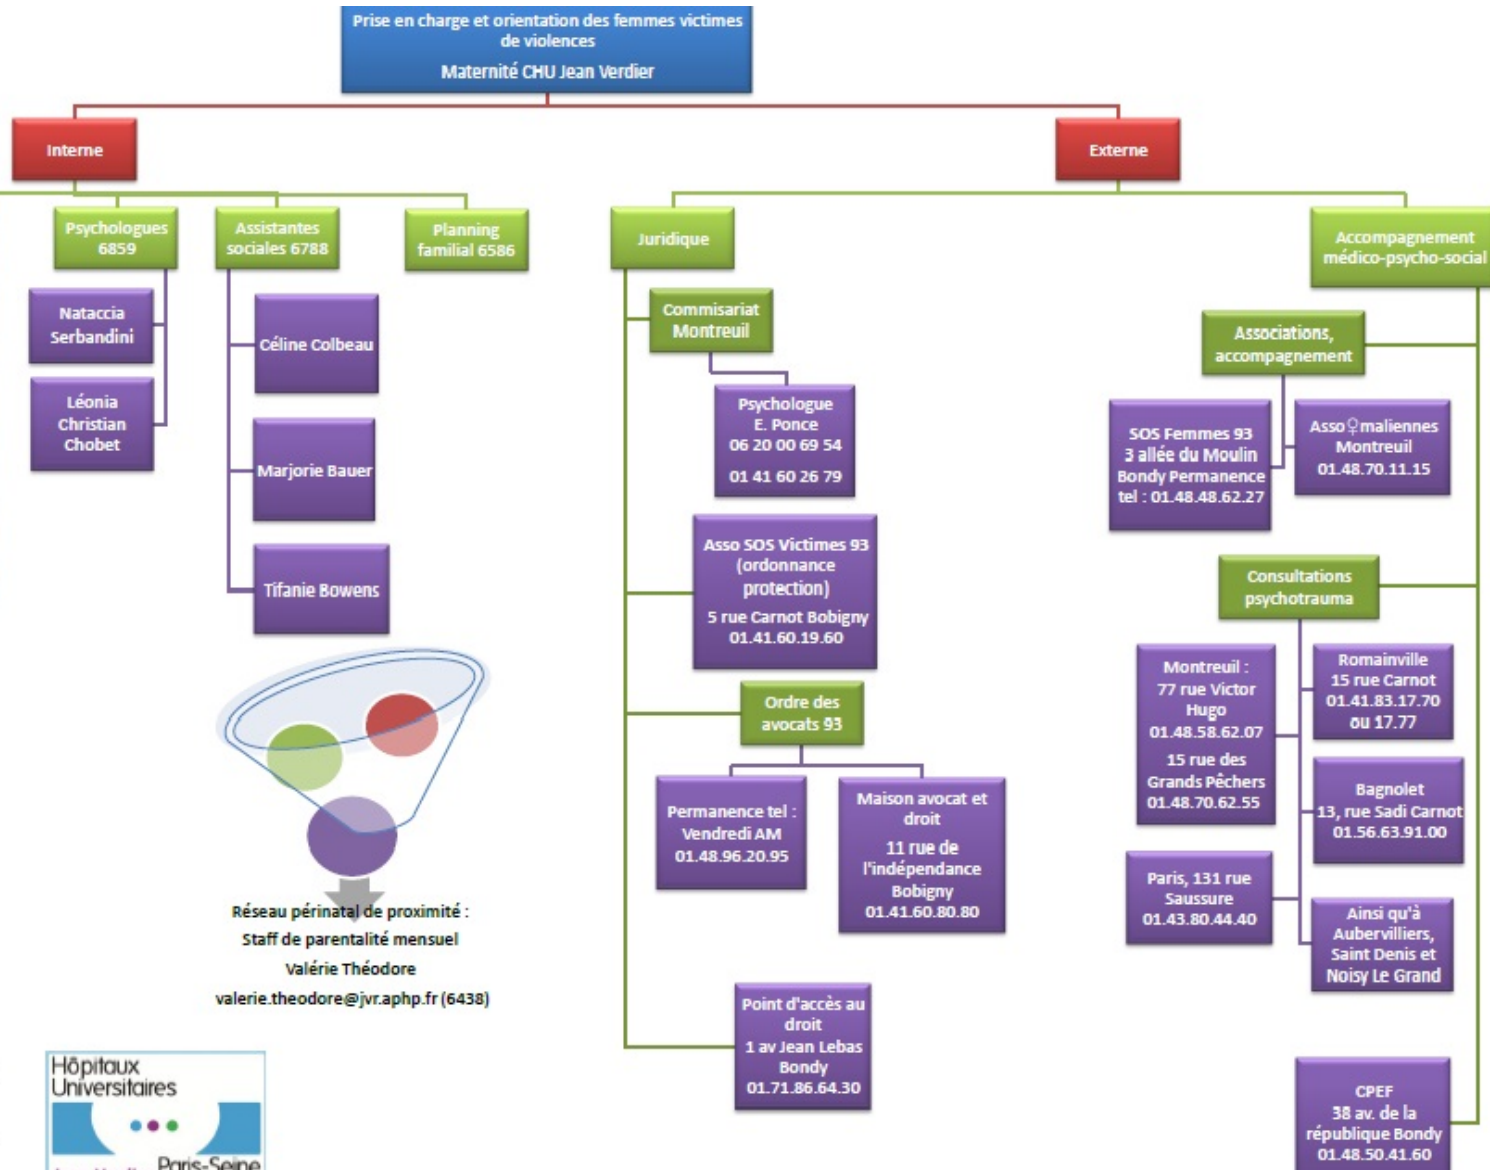 Prise en charge et orientation des femmes victimes
de violences
Maternité CHU Jean Verdier
Interne
Externe
Psychologues
6859
Assistantes
sociales 6788
Planning
familial 6586
Juridique
Accompagnement
médico-psycho-social
Nataccia
Serbandini
Léonia
Christian
Chobet
Céline Colbeau
Marjorie Bauer
Tifanie Bowens
Commisariat
Montreuil
Psychologue
E. Ponce
06 20 00 69 54
01 41 60 26 79
Asso SOS Victimes 93
(ordonnance
protection)
5 rue Carnot Bobigny
01.41.60.19.60
Ordre des
avocats 93
Permanence tel :
Vendredi AM
01.48.96.20.95
Maison avocat et
droit
11 rue de
l'indépendance
Bobigny
01.41.60.80.80
Point d'accès au
droit
1 av Jean Lebas
Bondy
01.71.86.64.30
Associations,
accompagnement
SOS Femmes 93
3 allée du Moulin
Bondy Permanence
tel : 01.48.48.62.27
Asso♀maliennes
Montreuil
01.48.70.11.15
Consultations
psychotrauma
Montreuil :
77 rue Victor
Hugo
01.48.58.62.07
15 rue des
Grands Pêchers
01.48.70.62.55
Romainville
15 rue Carnot
01.41.83.17.70
ou 17.77
Bagnolet
13, rue Sadi Carnot
01.56.63.91.00
Paris, 131 rue
Saussure
01.43.80.44.40
Ainsi qu'à
Aubervilliers,
Saint Denis et
Noisy Le Grand
CPEF
38 av. de la
république Bondy
01.48.50.41.60
Réseau périnatal de proximité :
Staff de parentalité mensuel
Valérie Théodore
valerie.theodore@jvr.aphp.fr (6438)
Hôpitaux
Universitaires
Paris-Seine